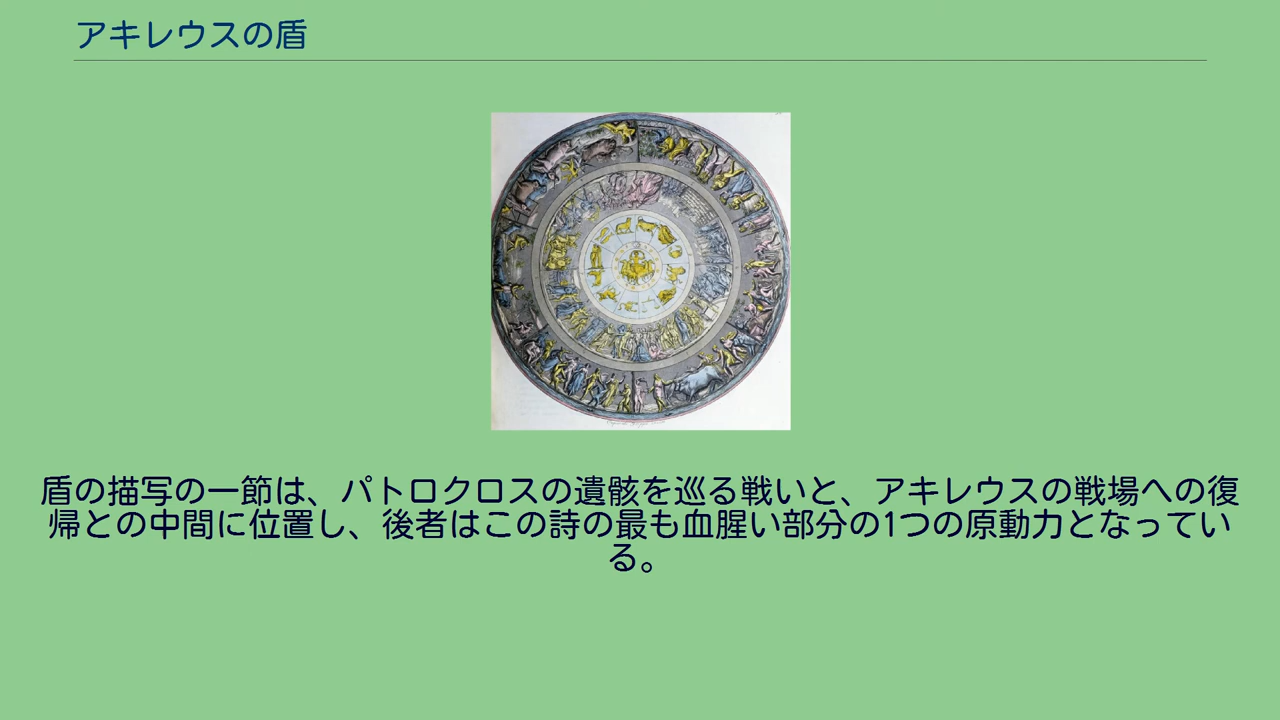 アキレウスの盾
盾の描写の一節は、パトロクロスの遺骸を巡る戦いと、アキレウスの戦場への復
帰との中間に位置し、後者はこの詩の最も血腥い部分の1つの原動力となってい
る。